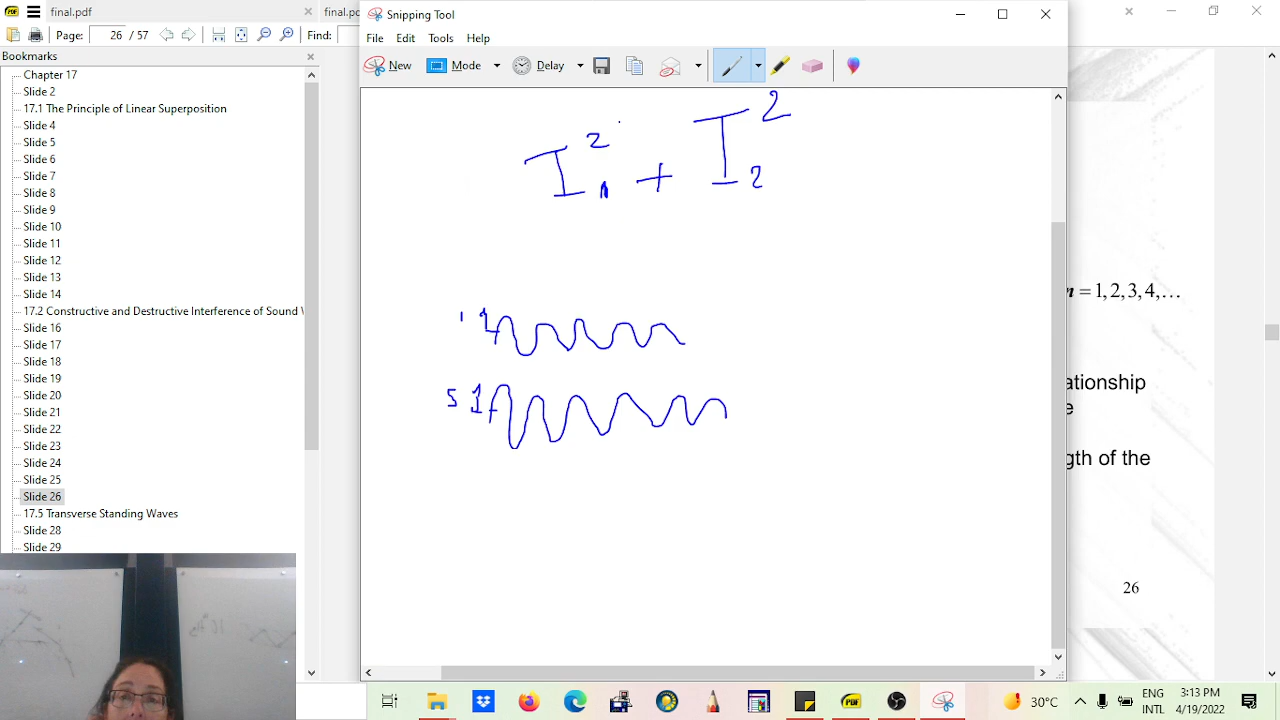 final.pdf
Snipping Tool
final.pc
Page: 26 / 57 Find:
File Edit Tools Help
Bookmarks
New Mode Delay
Chapter 17
Slide 2
17.1 The Principle of Linear Superposition
Slide 4
Slide 5
Slide 6
Slide 7
Slide 8
Slide 9
Slide 10
Slide 11
Slide 12
Slide 13
Slide 14
17.2 Constructive and Destructive Interference of Sound W
Slide 16
Slide 17
Slide 18
Slide 19
Slide 20
Slide 21
Slide 22
Slide 23
Slide 24
Slide 25
Slide 26
17.5 Transverse Standing Waves
Slide 28
Slide 29
I₁² + I₂²
n = 1, 2, 3, 4, …
ationship
e
gth of the
26
30°C
ENG
INTL
3:13 PM
4/19/2022